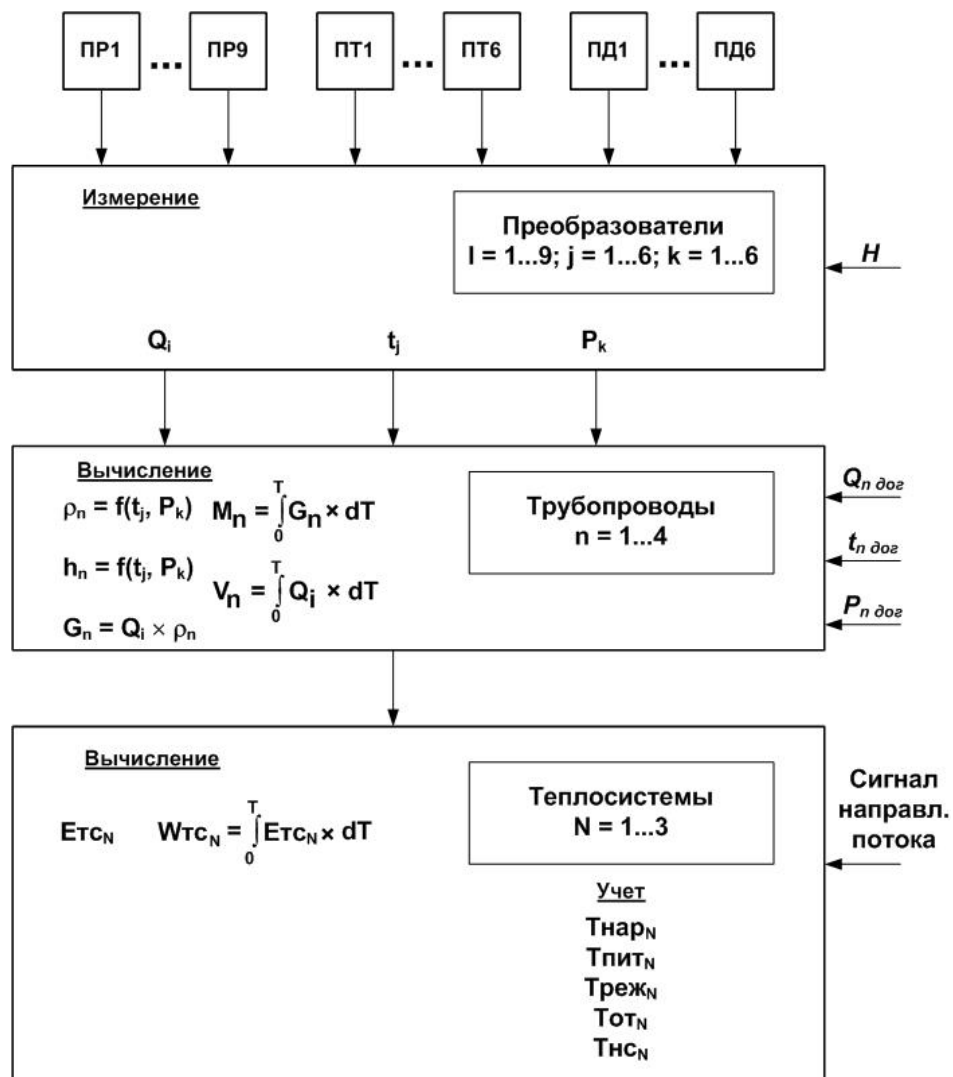 ПР1 ... ПР9 ПТ1 ... ПТ6 ПД1 ... ПД6
Измерение
Преобразователи
I = 1...9; j = 1...6; k = 1...6
H
Qi tj Pk
Вычисление
ρn = f(tj, Pk) Mn = ∫0T Gn × dT
hn = f(tj, Pk) Vn = ∫0T Qi × dT
Gn = Qi × ρn
Трубопроводы
n = 1...4
Qn дог
tn дог
Pn дог
Вычисление
ЕтсN WтсN = ∫0T ЕтсN × dT
Теплосистемы
N = 1...3
Сигнал
направл.
потока
Учет
ТнарN
ТпитN
ТрежN
ТотN
ТнсN